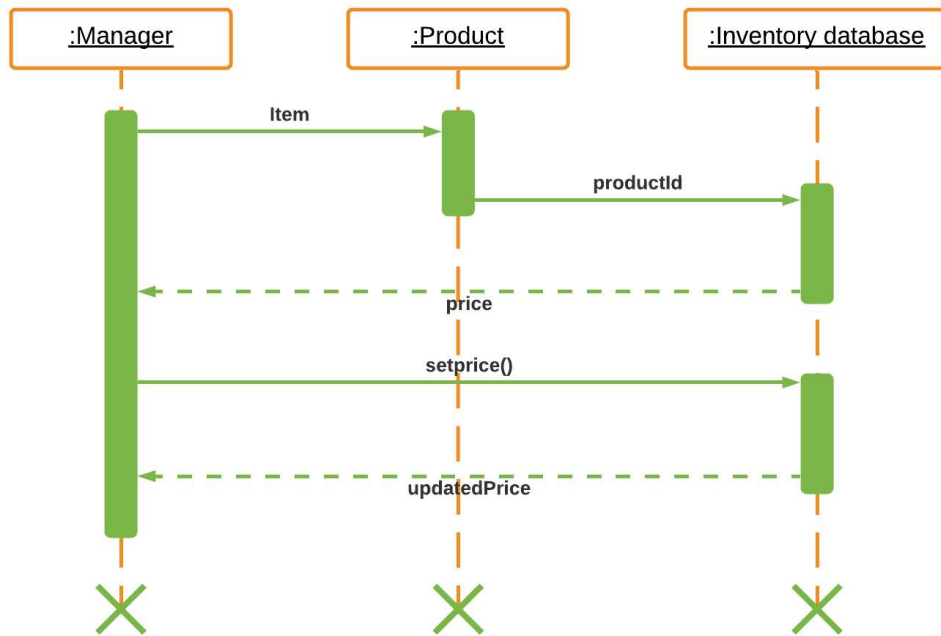 :Manager
:Product
:Inventory database
Item
productId
price
setprice()
updatedPrice